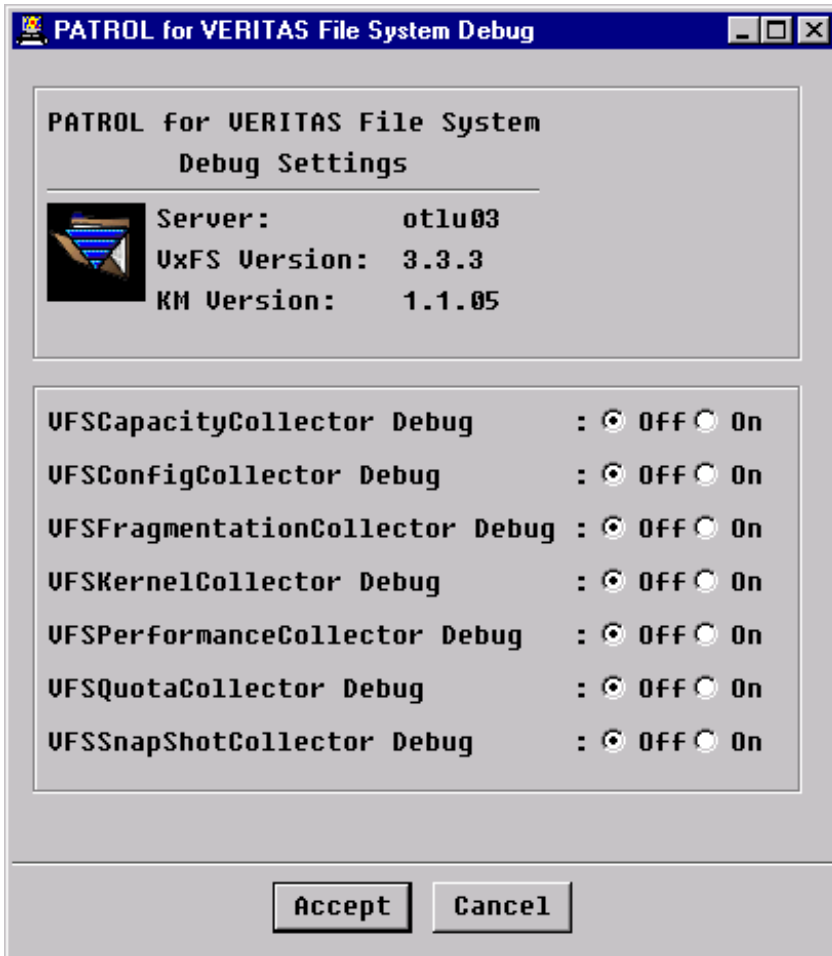 PATROL for VERITAS File System Debug
PATROL for VERITAS File System
Debug Settings
Server: otlu03
VxFS Version: 3.3.3
KM Version: 1.1.05
VFSCapacityCollector Debug : Off On
VFSConfigCollector Debug : Off On
VFSFragmentationCollector Debug : Off On
VFSKernelCollector Debug : Off On
VFSPerformanceCollector Debug : Off On
VFSQuotaCollector Debug : Off On
VFSSnapShotCollector Debug : Off On
Accept Cancel